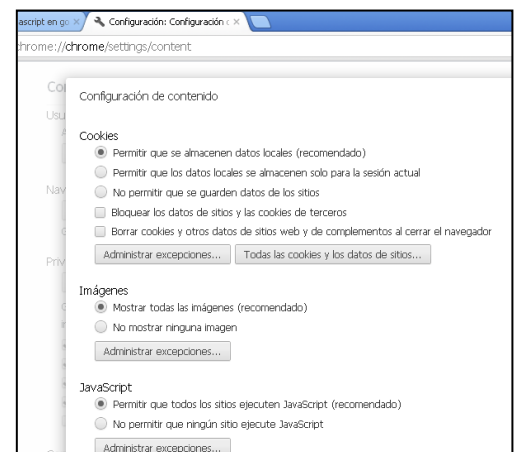 ascript en go
Configuración: Configuración c
chrome://chrome/settings/content
Configuración de contenido
Cookies
Permitir que se almacenen datos locales (recomendado)
Permitir que los datos locales se almacenen solo para la sesión actual
No permitir que se guarden datos de los sitios
Bloquear los datos de sitios y las cookies de terceros
Borrar cookies y otros datos de sitios web y de complementos al cerrar el navegador
Administrar excepciones... Todas las cookies y los datos de sitios...
Imágenes
Mostrar todas las imágenes (recomendado)
No mostrar ninguna imagen
Administrar excepciones...
JavaScript
Permitir que todos los sitios ejecuten JavaScript (recomendado)
No permitir que ningún sitio ejecute JavaScript
Administrar excepciones...